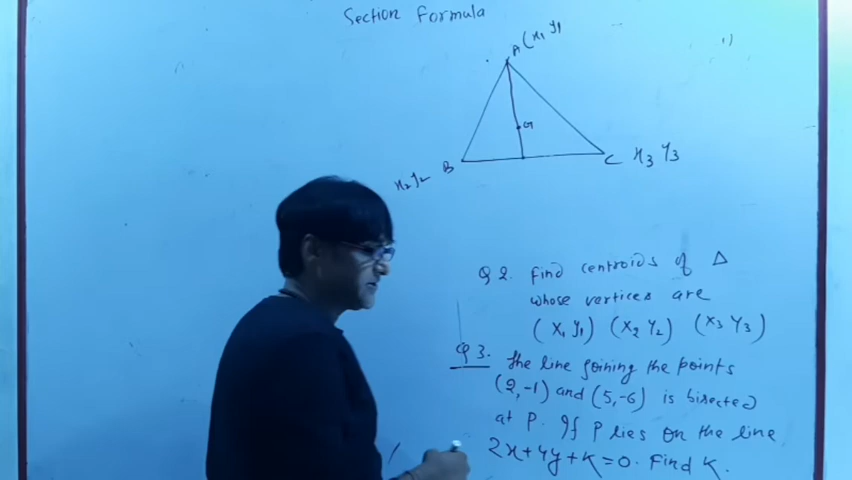 Section Formula
A (x1 y1
G
B
C x3 y3
x2 y2
Q 2. Find centroids of Δ
whose vertices are
(x1 y1) (x2 y2) (x3 y3)
Q 3. The line joining the points
(2,-1) and (5,-6) is bisected
at P. If P lies on the line
2x+4y+k=0. Find k.